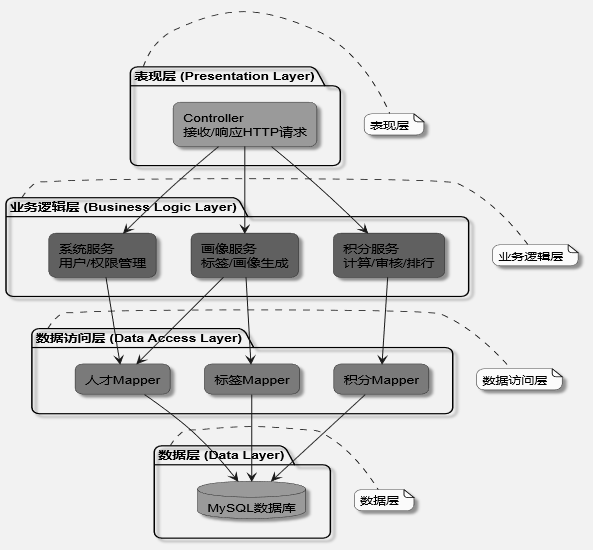 表现层 (Presentation Layer)
Controller
接收/响应HTTP请求
表现层
业务逻辑层 (Business Logic Layer)
系统服务
用户/权限管理
画像服务
标签/画像生成
积分服务
计算/审核/排行
业务逻辑层
数据访问层 (Data Access Layer)
人才Mapper
标签Mapper
积分Mapper
数据访问层
数据层 (Data Layer)
MySQL数据库
数据层